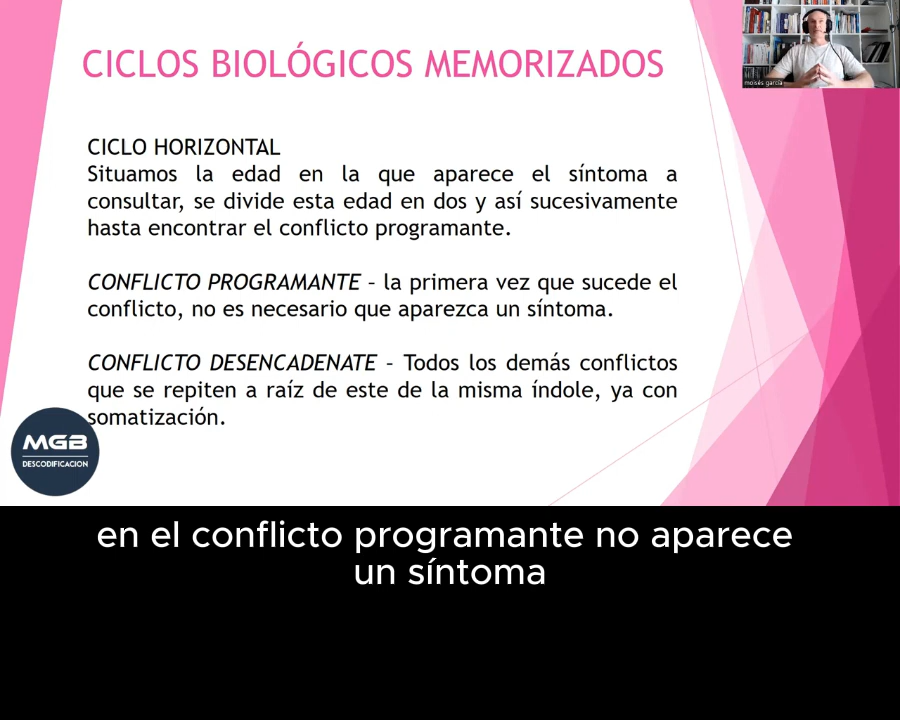 CICLOS BIOLÓGICOS MEMORIZADOS
moisés garcía
CICLO HORIZONTAL
Situamos la edad en la que aparece el síntoma a
consultar, se divide esta edad en dos y así sucesivamente
hasta encontrar el conflicto programante.
CONFLICTO PROGRAMANTE – la primera vez que sucede el
conflicto, no es necesario que aparezca un síntoma.
CONFLICTO DESENCADENATE – Todos los demás conflictos
que se repiten a raíz de este de la misma índole, ya con
somatización.
MGB
DESCODIFICACION
en el conflicto programante no aparece
un síntoma